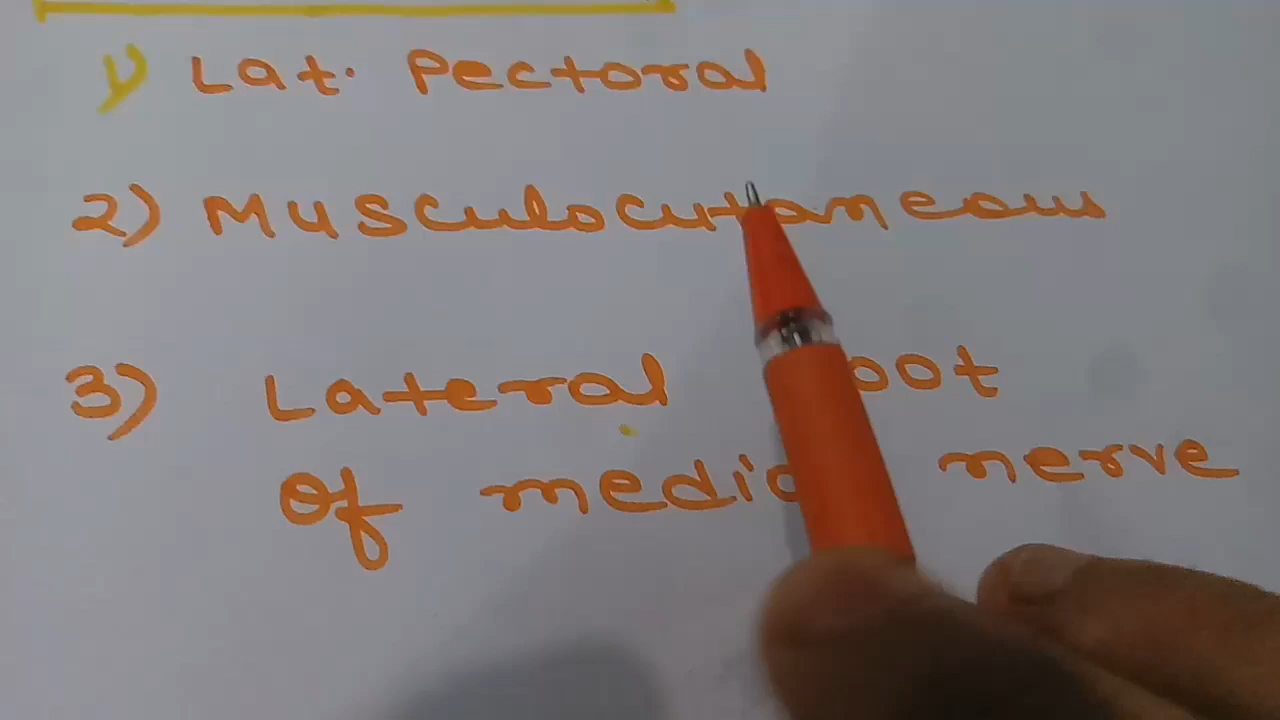 1) Lat. Pectoral
2) Musculocutaneous
3) Lateral
of nerve